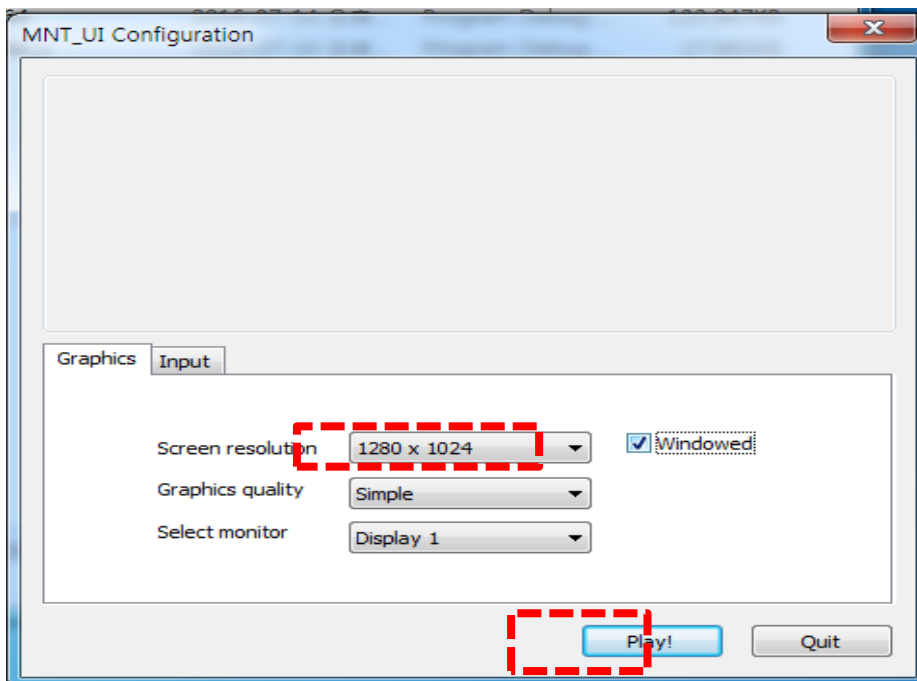 MNT_UI Configuration
Graphics
Input
Screen resolution
1280 x 1024
Windowed
Graphics quality
Simple
Select monitor
Display 1
Play!
Quit